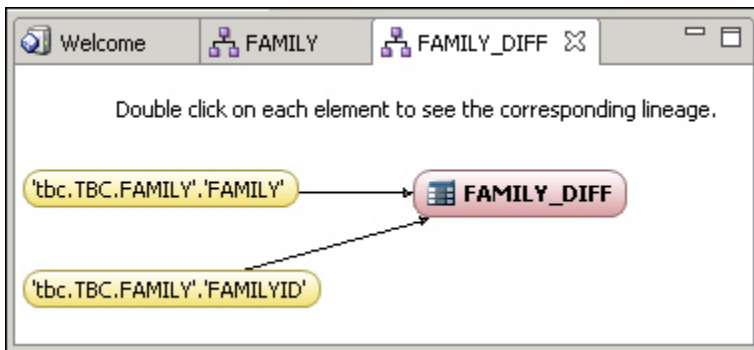 Welcome
FAMILY
FAMILY_DIFF
Double click on each element to see the corresponding lineage.
'tbc.TBC.FAMILY'.'FAMILY'
FAMILY_DIFF
'tbc.TBC.FAMILY'.'FAMILYID'